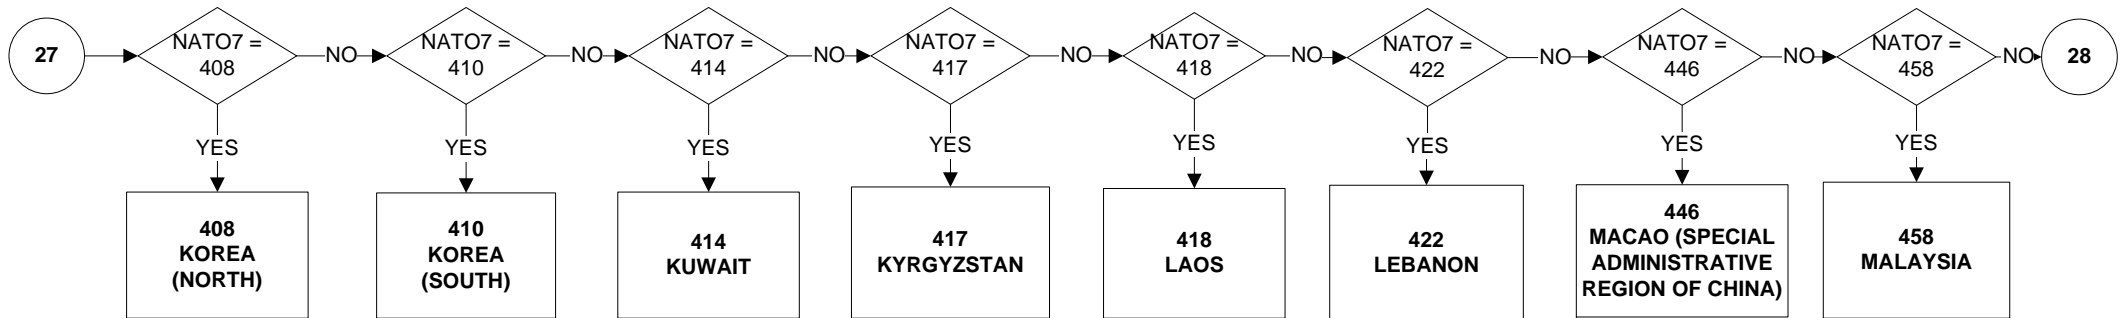 27
NATO7 =
408
NO
NATO7 =
410
NO
NATO7 =
414
NO
NATO7 =
417
NO
NATO7 =
418
NO
NATO7 =
422
NO
NATO7 =
446
NO
NATO7 =
458
NO
28
YES
YES
YES
YES
YES
YES
YES
YES
408
KOREA
(NORTH)
410
KOREA
(SOUTH)
414
KUWAIT
417
KYRGYZSTAN
418
LAOS
422
LEBANON
446
MACAO (SPECIAL
ADMINISTRATIVE
REGION OF CHINA)
458
MALAYSIA